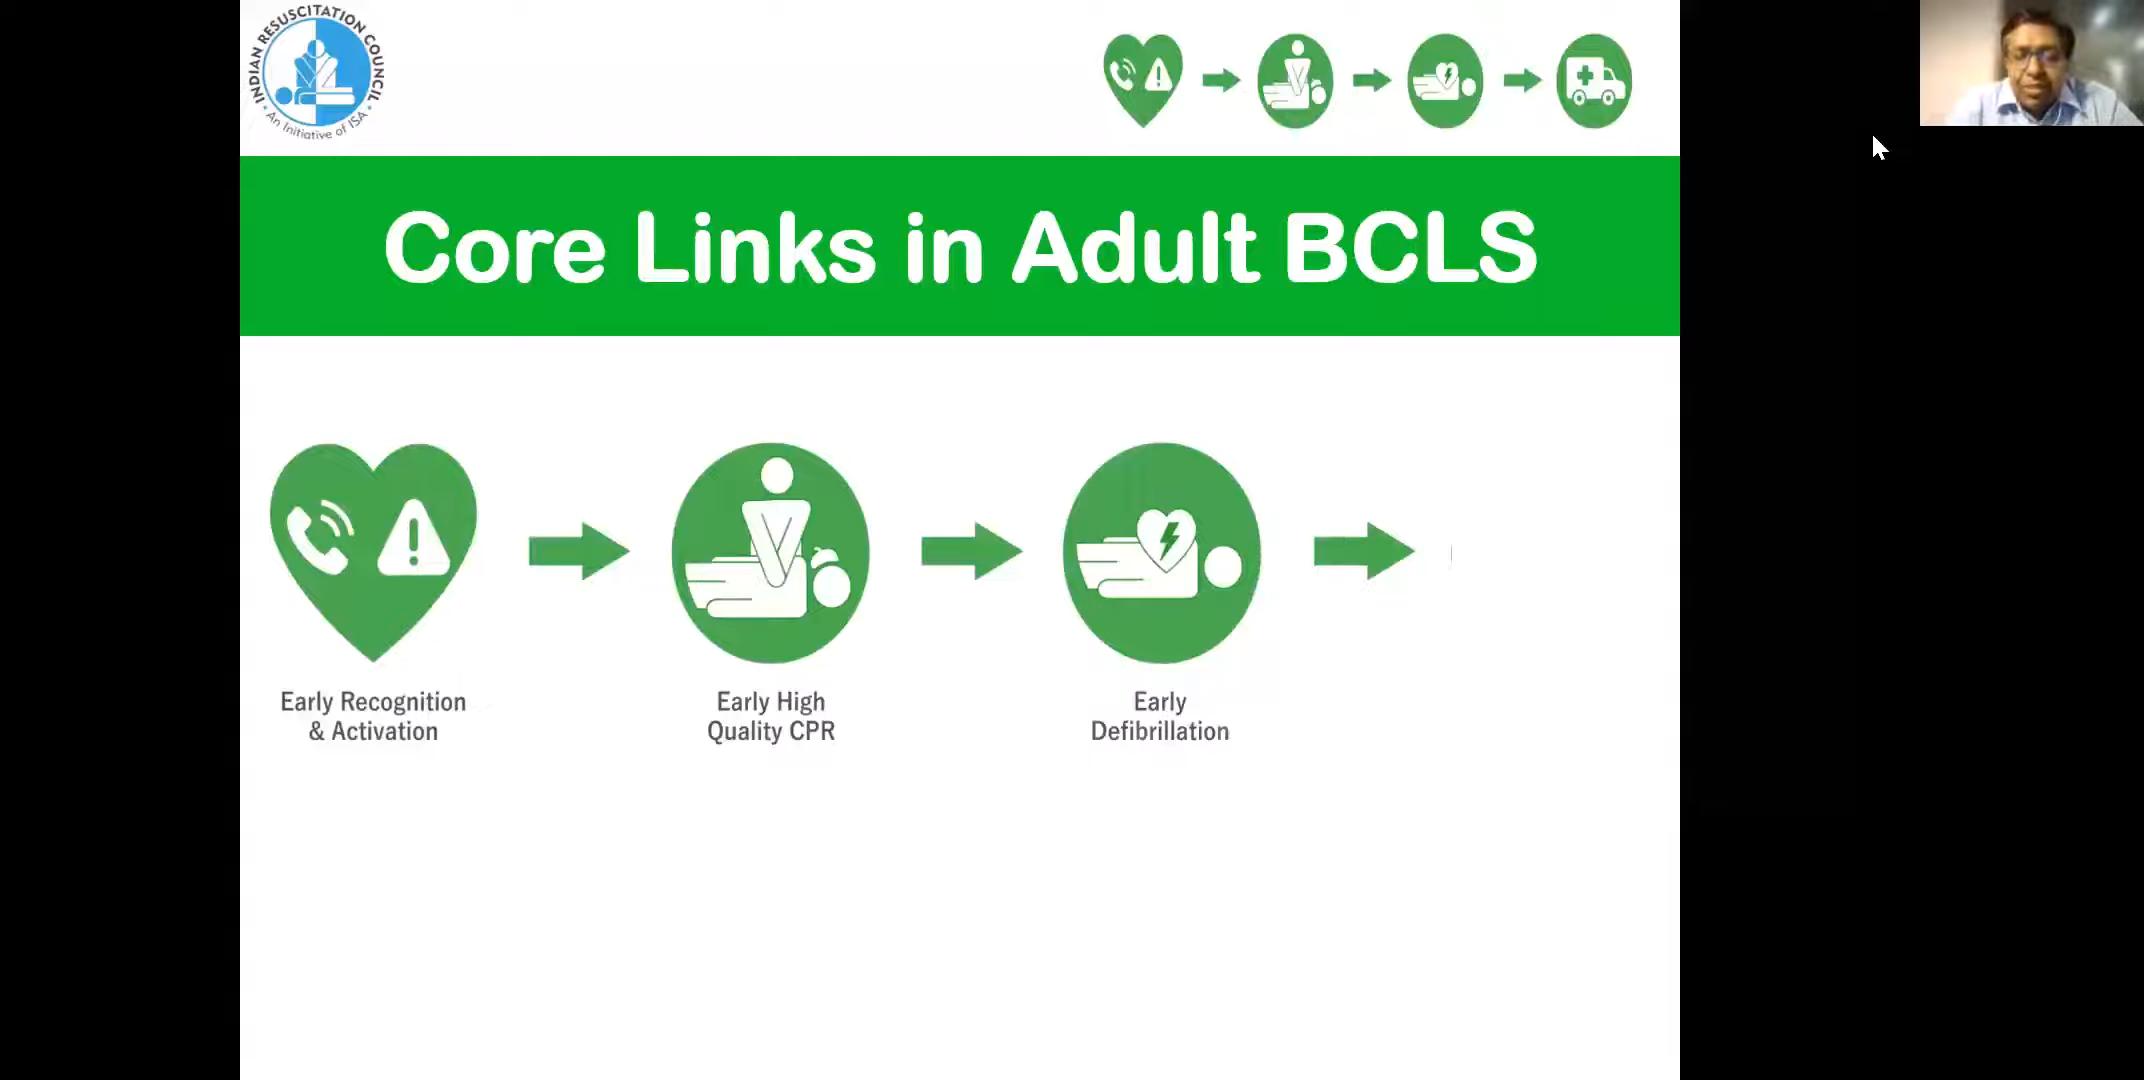 INDIAN RESUSCITATION COUNCIL
An Initiative of ISA
Core Links in Adult BCLS
Early Recognition
& Activation
Early High
Quality CPR
Early
Defibrillation